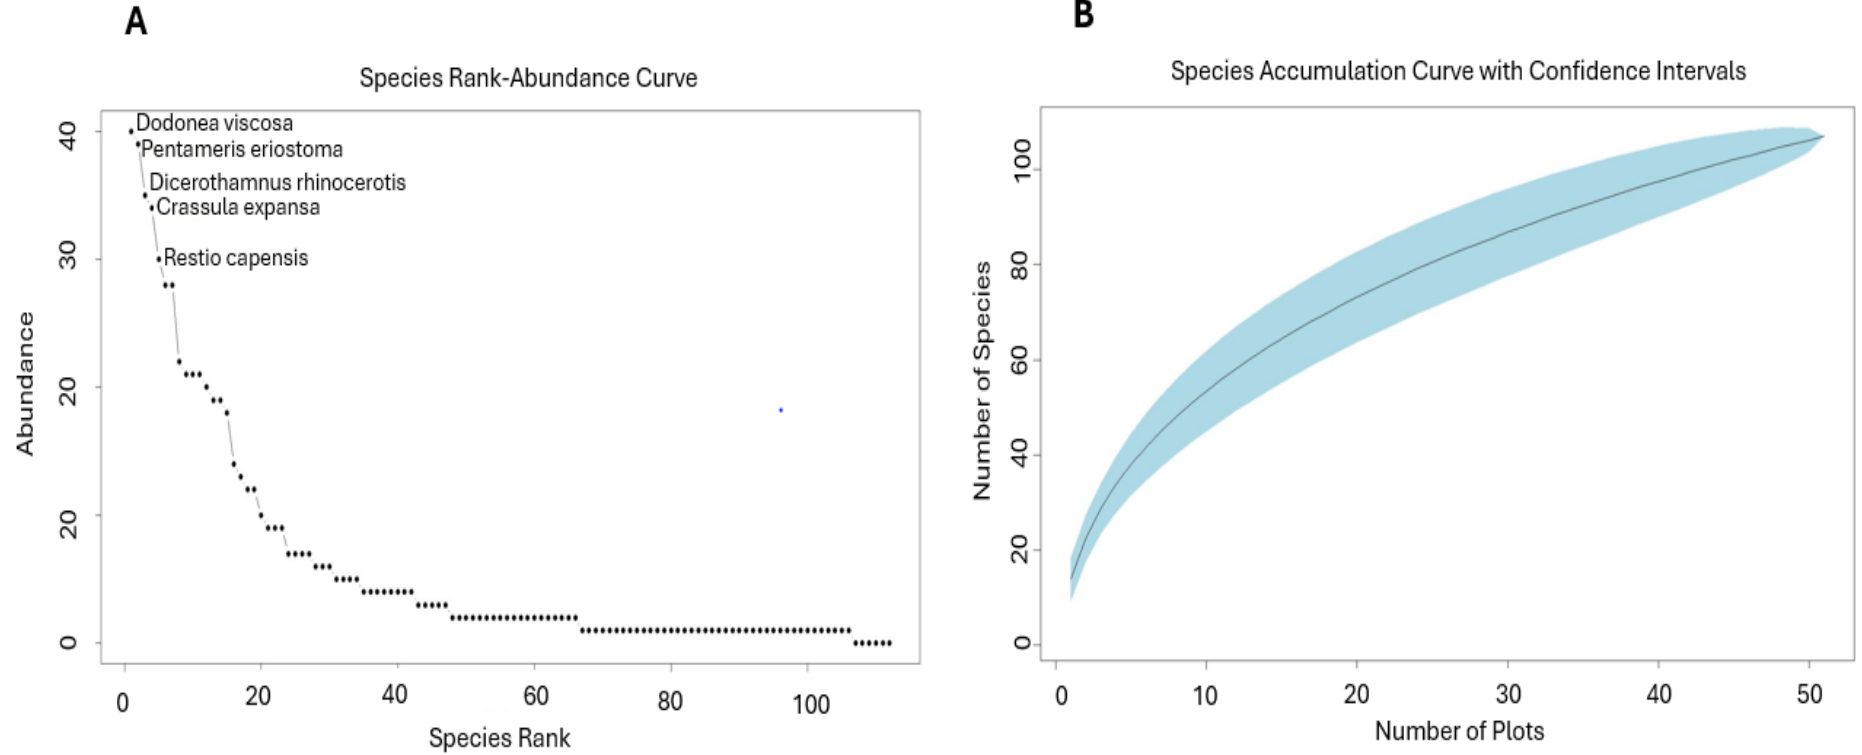 A
Species Rank-Abundance Curve
Dodonea viscosa
Pentameris eriostoma
Dicerothamnus rhinocerotis
Crassula expansa
Restio capensis
40
30
20
20
0
Abundance
0 20 40 60 80 100
Species Rank
B
Species Accumulation Curve with Confidence Intervals
100
80
60
40
20
0
Number of Species
0 10 20 30 40 50
Number of Plots